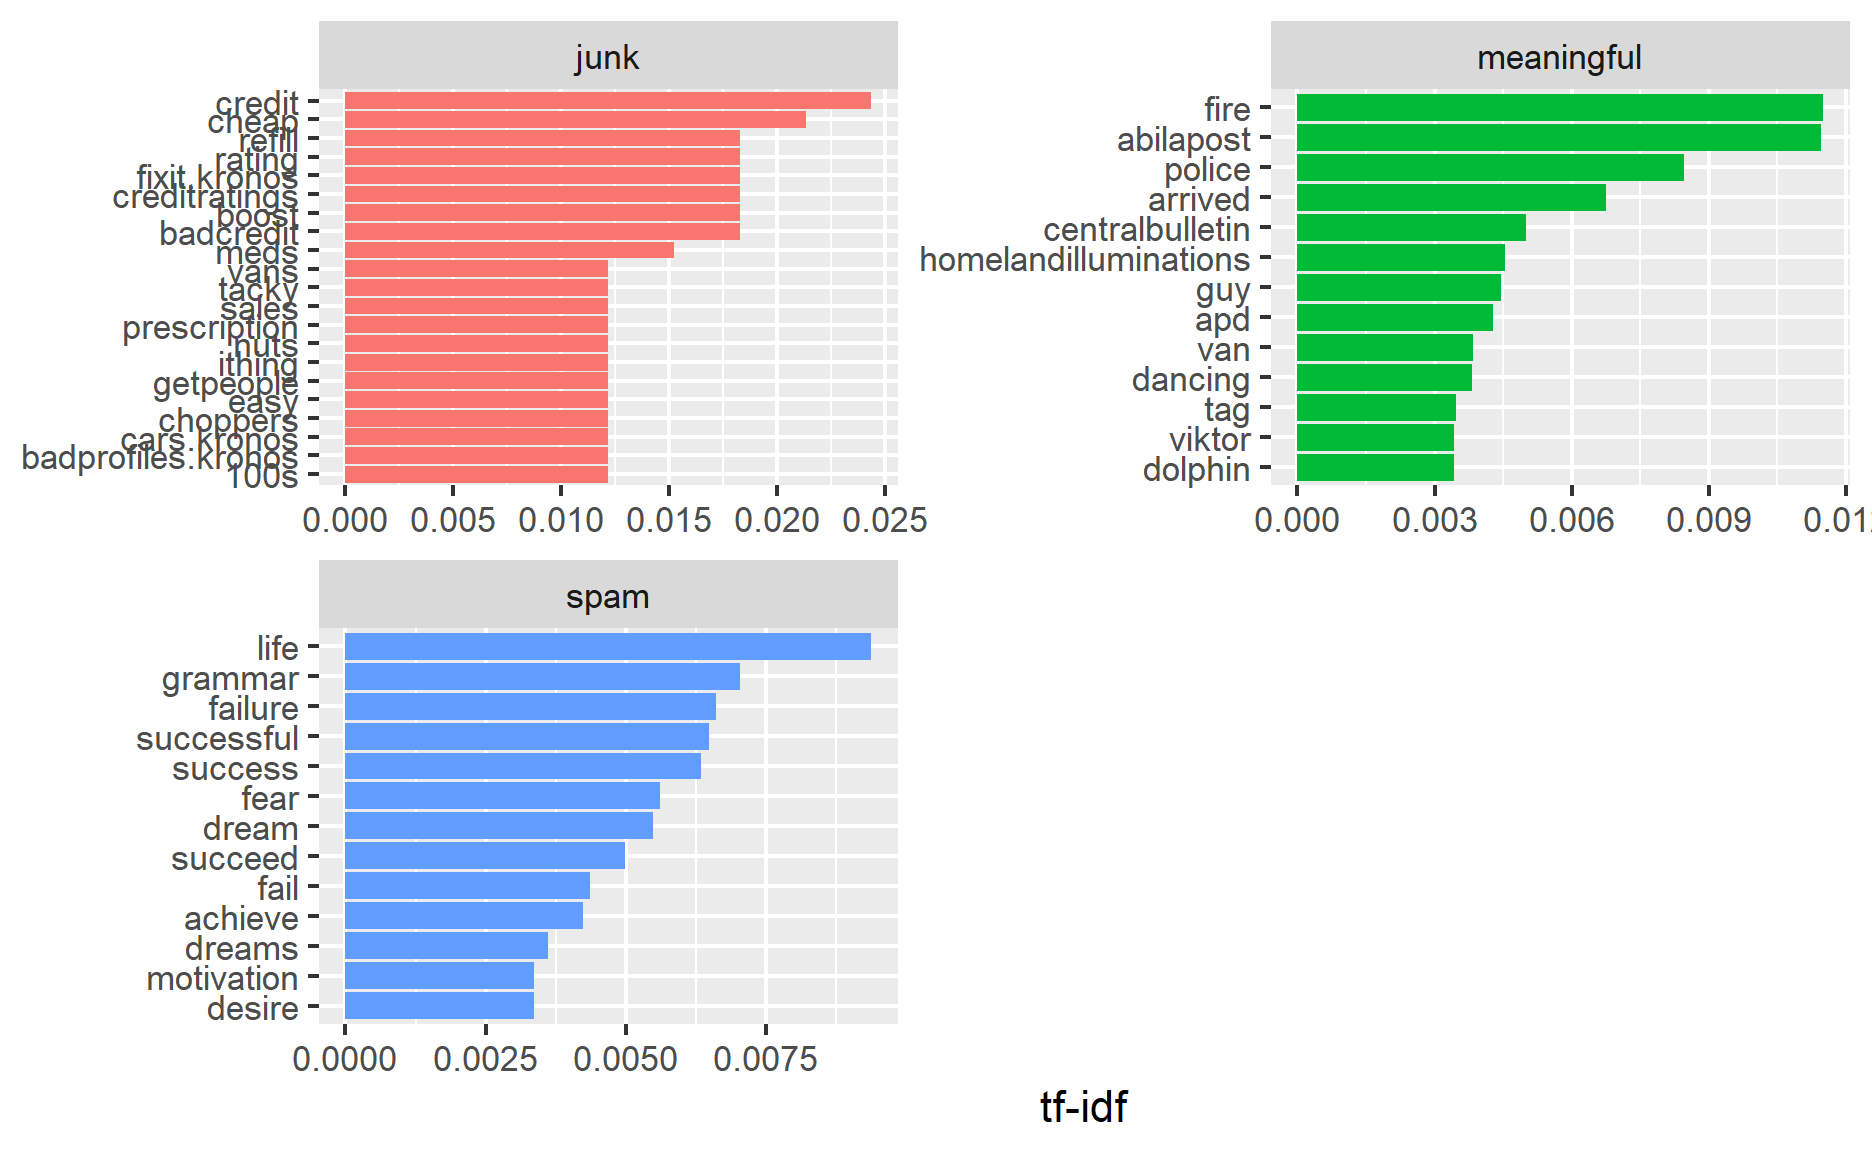 junk
credit
cheap
refill
rating
fixit.kronos
creditratings
boost
badcredit
meds
vans
tacky
sales
prescription
nuts
ithing
getpeople
easy
choppers
cars.kronos
badprofiles.kronos
100s
0.000 0.005 0.010 0.015 0.020 0.025
meaningful
fire
abilapost
police
arrived
centralbulletin
homelandilluminations
guy
apd
van
dancing
tag
viktor
dolphin
0.000 0.003 0.006 0.009
spam
life
grammar
failure
successful
success
fear
dream
succeed
fail
achieve
dreams
motivation
desire
0.0000 0.0025 0.0050 0.0075
tf-idf